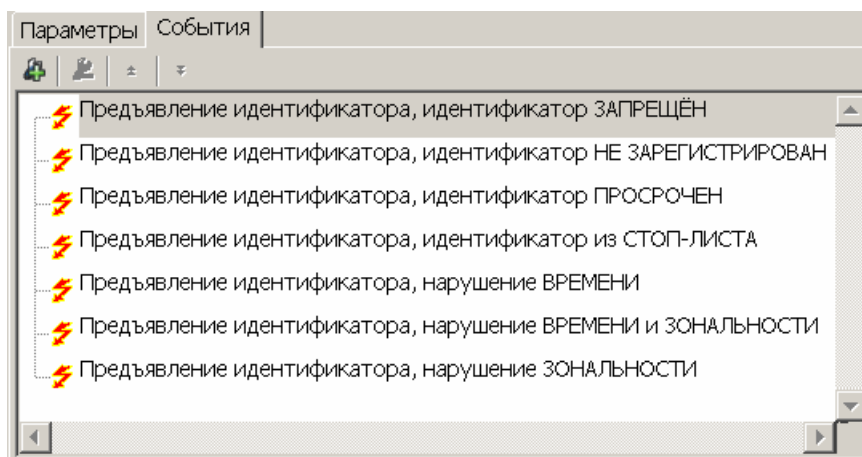 Параметры События
Предъявление идентификатора, идентификатор ЗАПРЕЩЁН
Предъявление идентификатора, идентификатор НЕ ЗАРЕГИСТРИРОВАН
Предъявление идентификатора, идентификатор ПРОСРОЧЕН
Предъявление идентификатора, идентификатор из СТОП-ЛИСТА
Предъявление идентификатора, нарушение ВРЕМЕНИ
Предъявление идентификатора, нарушение ВРЕМЕНИ и ЗОНАЛЬНОСТИ
Предъявление идентификатора, нарушение ЗОНАЛЬНОСТИ